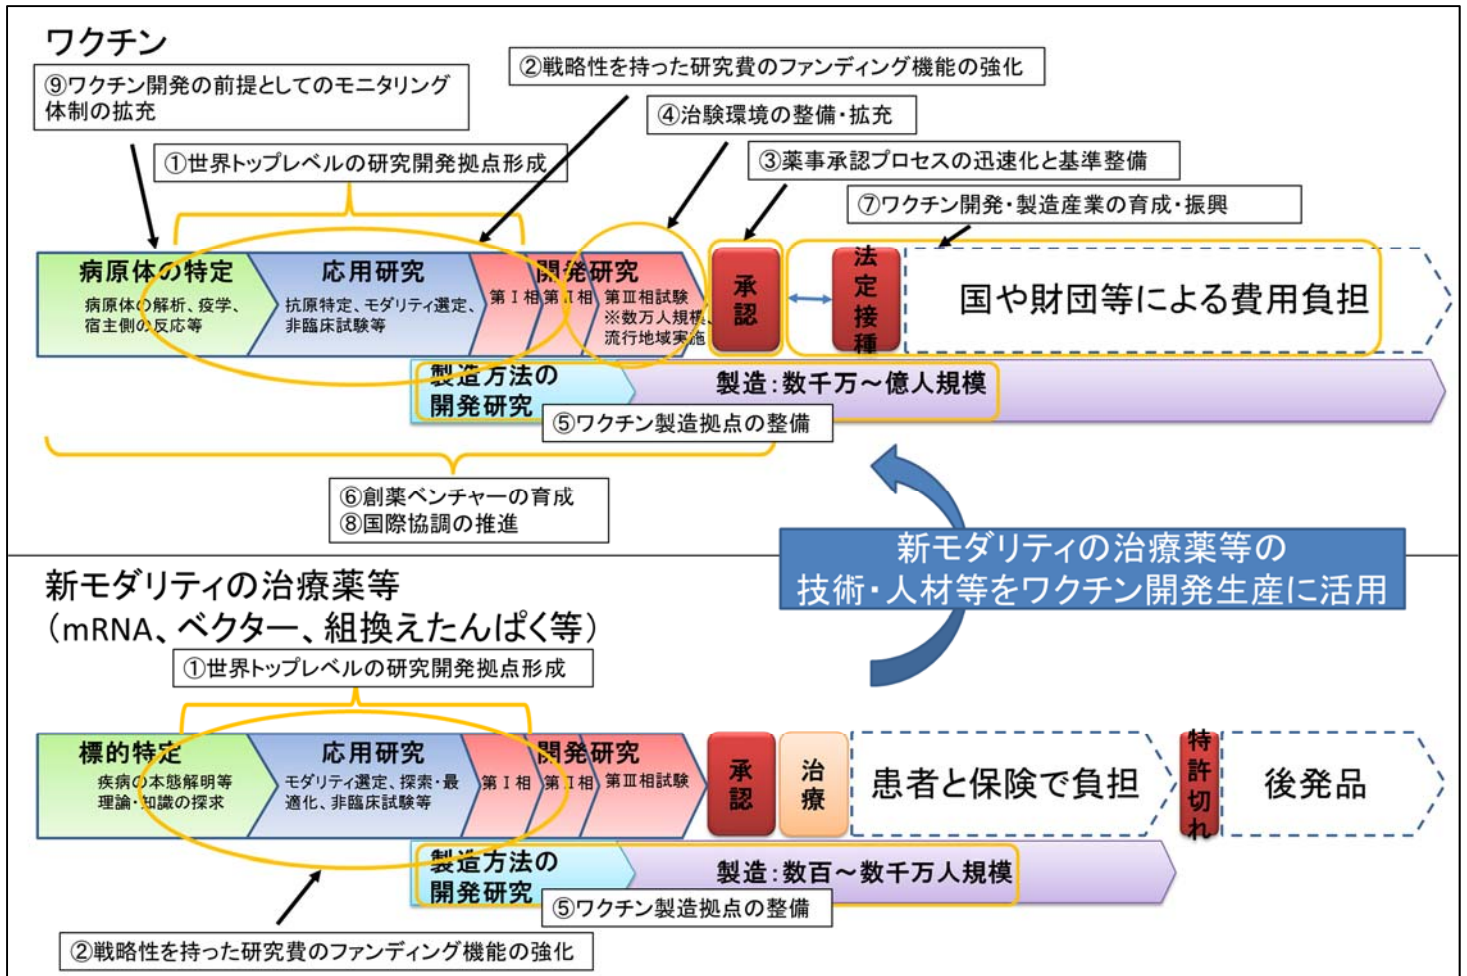 ワクチン
⑨ワクチン開発の前提としてのモニタリング
体制の拡充
②戦略性を持った研究費のファンディング機能の強化
④治験環境の整備・拡充
①世界トップレベルの研究開発拠点形成
③薬事承認プロセスの迅速化と基準整備
⑦ワクチン開発・製造産業の育成・振興
病原体の特定
病原体の解析、疫学、
宿主側の反応等
応用研究
抗原特定、モダリティ選定、
非臨床試験等
開発研究
第Ⅰ相
第Ⅱ相
第Ⅲ相試験
※数万人規模、
流行地域実施
承認
法定接種
国や財団等による費用負担
製造方法の
開発研究
製造：数千万～億人規模
⑤ワクチン製造拠点の整備
⑥創薬ベンチャーの育成
⑧国際協調の推進
新モダリティの治療薬等の
技術・人材等をワクチン開発生産に活用
新モダリティの治療薬等
（mRNA、ベクター、組換えたんぱく等）
①世界トップレベルの研究開発拠点形成
標的特定
疾病の本態解明等
理論・知識の探求
応用研究
モダリティ選定、探索・最
適化、非臨床試験等
開発研究
第Ⅰ相
第Ⅱ相
第Ⅲ相試験
承認
治療
患者と保険で負担
特許切れ
後発品
製造方法の
開発研究
製造：数百～数千万人規模
⑤ワクチン製造拠点の整備
②戦略性を持った研究費のファンディング機能の強化